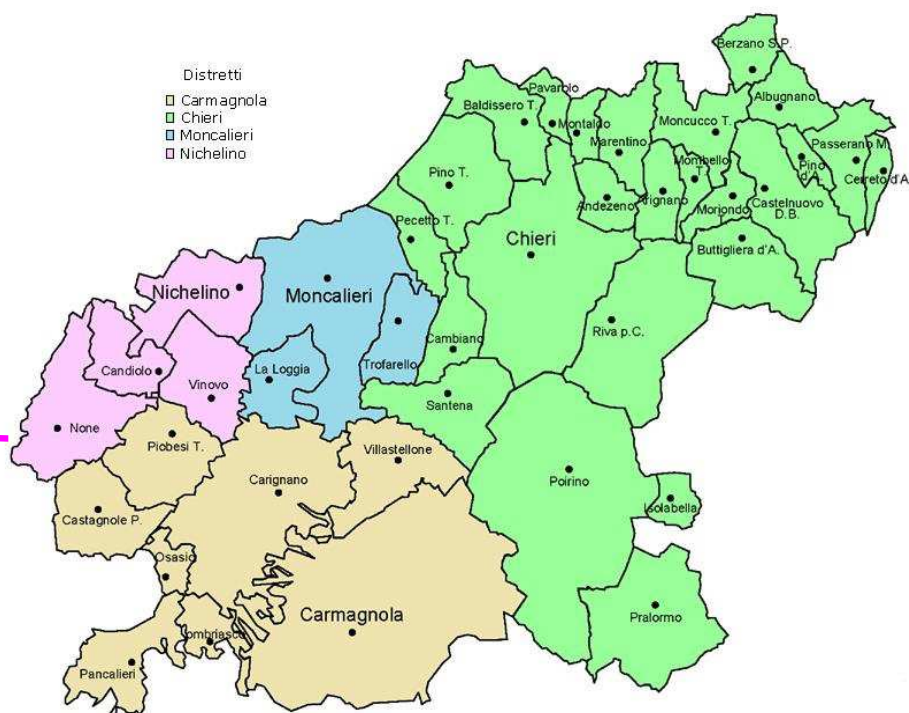 Distretti
Carmagnola
Chieri
Moncalieri
Nichelino
Berzano S.P.
Albugnano
Pavarolo
Baldissero T.
Montaldo
Moncucco T.
Marentino
Passerano M.
Mombello
T.
Pino
d'A.
Cerreto d'A.
Pino T.
Andezeno
Arignano
Moriondo
Castelnuovo
D.B.
Pecetto T.
Chieri
Buttigliera d'A.
Nichelino
Moncalieri
Riva p.C.
Cambiano
Trofarello
La Loggia
Candiolo
Vinovo
Santena
None
Piobesi T.
Villastellone
Poirino
Carignano
Isolabella
Castagnole P.
Osasio
Carmagnola
Pralormo
Lombriasco
Pancalieri